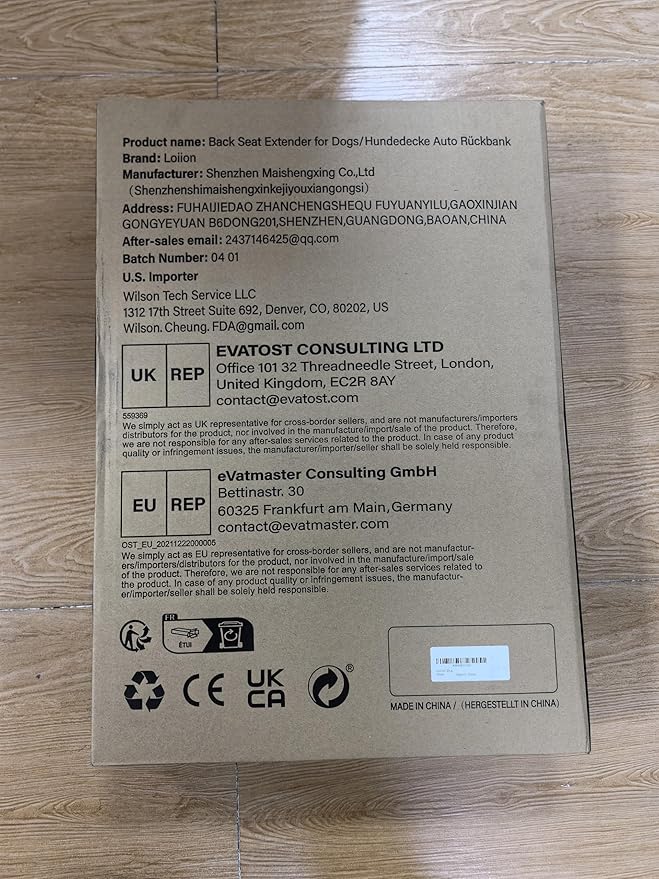 Product name: Back Seat Extender for Dogs/Hundedecke Auto Rückbank
Brand: Loiion
Manufacturer: Shenzhen Maishengxing Co.,Ltd
(Shenzhenshimaishengxinkejiyouxiangongsi)
Address: FUHAIJIEDAO ZHANCHENGSHEQU FUYUANYILU,GAOXINJIAN
GONGYEYUAN B6DONG201,SHENZHEN,GUANGDONG,BAOAN,CHINA
After-sales email: 2437146425@qq.com
Batch Number: 04 01
U.S. Importer
Wilson Tech Service LLC
1312 17th Street Suite 692, Denver, CO, 80202, US
Wilson. Cheung. FDA@gmail. com
UK REP
EVATOST CONSULTING LTD
Office 101 32 Threadneedle Street, London,
United Kingdom, EC2R 8AY
contact@evatost.com
559369
We simply act as UK representative for cross-border sellers, and are not manufacturers/importers
distributors for the product, nor involved in the manufacture/import/sale of the product. Therefore,
we are not responsible for any after-sales services related to the product. In case of any product
quality or infringement issues, the manufacturer/importer/seller shall be solely held responsible.
EU REP
eVatmaster Consulting GmbH
Bettinastr. 30
60325 Frankfurt am Main,Germany
contact@evatmaster.com
OST_EU_20211222000005
We simply act as EU representative for cross-border sellers, and are not manufactur-
ers/importers/distributors for the product, nor involved in the manufacture/import/sale
of the product. Therefore, we are not responsible for any after-sales services related to
the product. In case of any product quality or infringement issues, the manufactur-
er/importer/seller shall be solely held responsible.
FR
ÉTUI
CE
UK
CA
®
MADE IN CHINA /（HERGESTELLT IN CHINA)